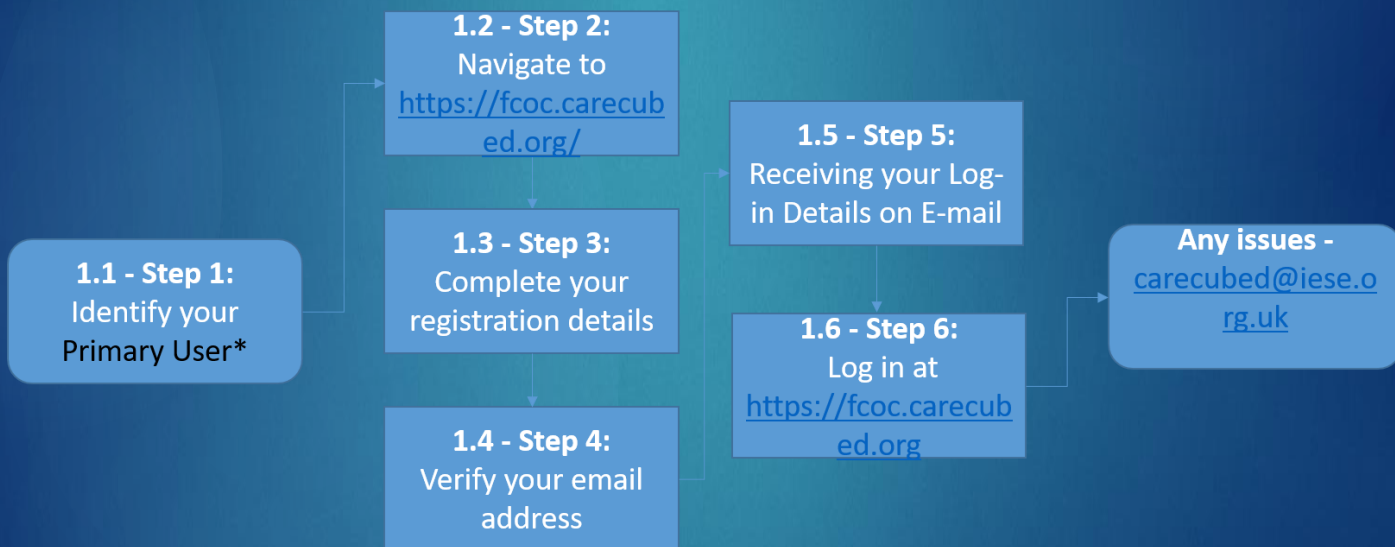 1.1 - Step 1:
Identify your
Primary User*
1.2 - Step 2:
Navigate to
https://fcoc.carecub
ed.org/
1.3 - Step 3:
Complete your
registration details
1.4 - Step 4:
Verify your email
address
1.5 - Step 5:
Receiving your Log-
in Details on E-mail
1.6 - Step 6:
Log in at
https://fcoc.carecub
ed.org
Any issues -
carecubed@iese.o
rg.uk